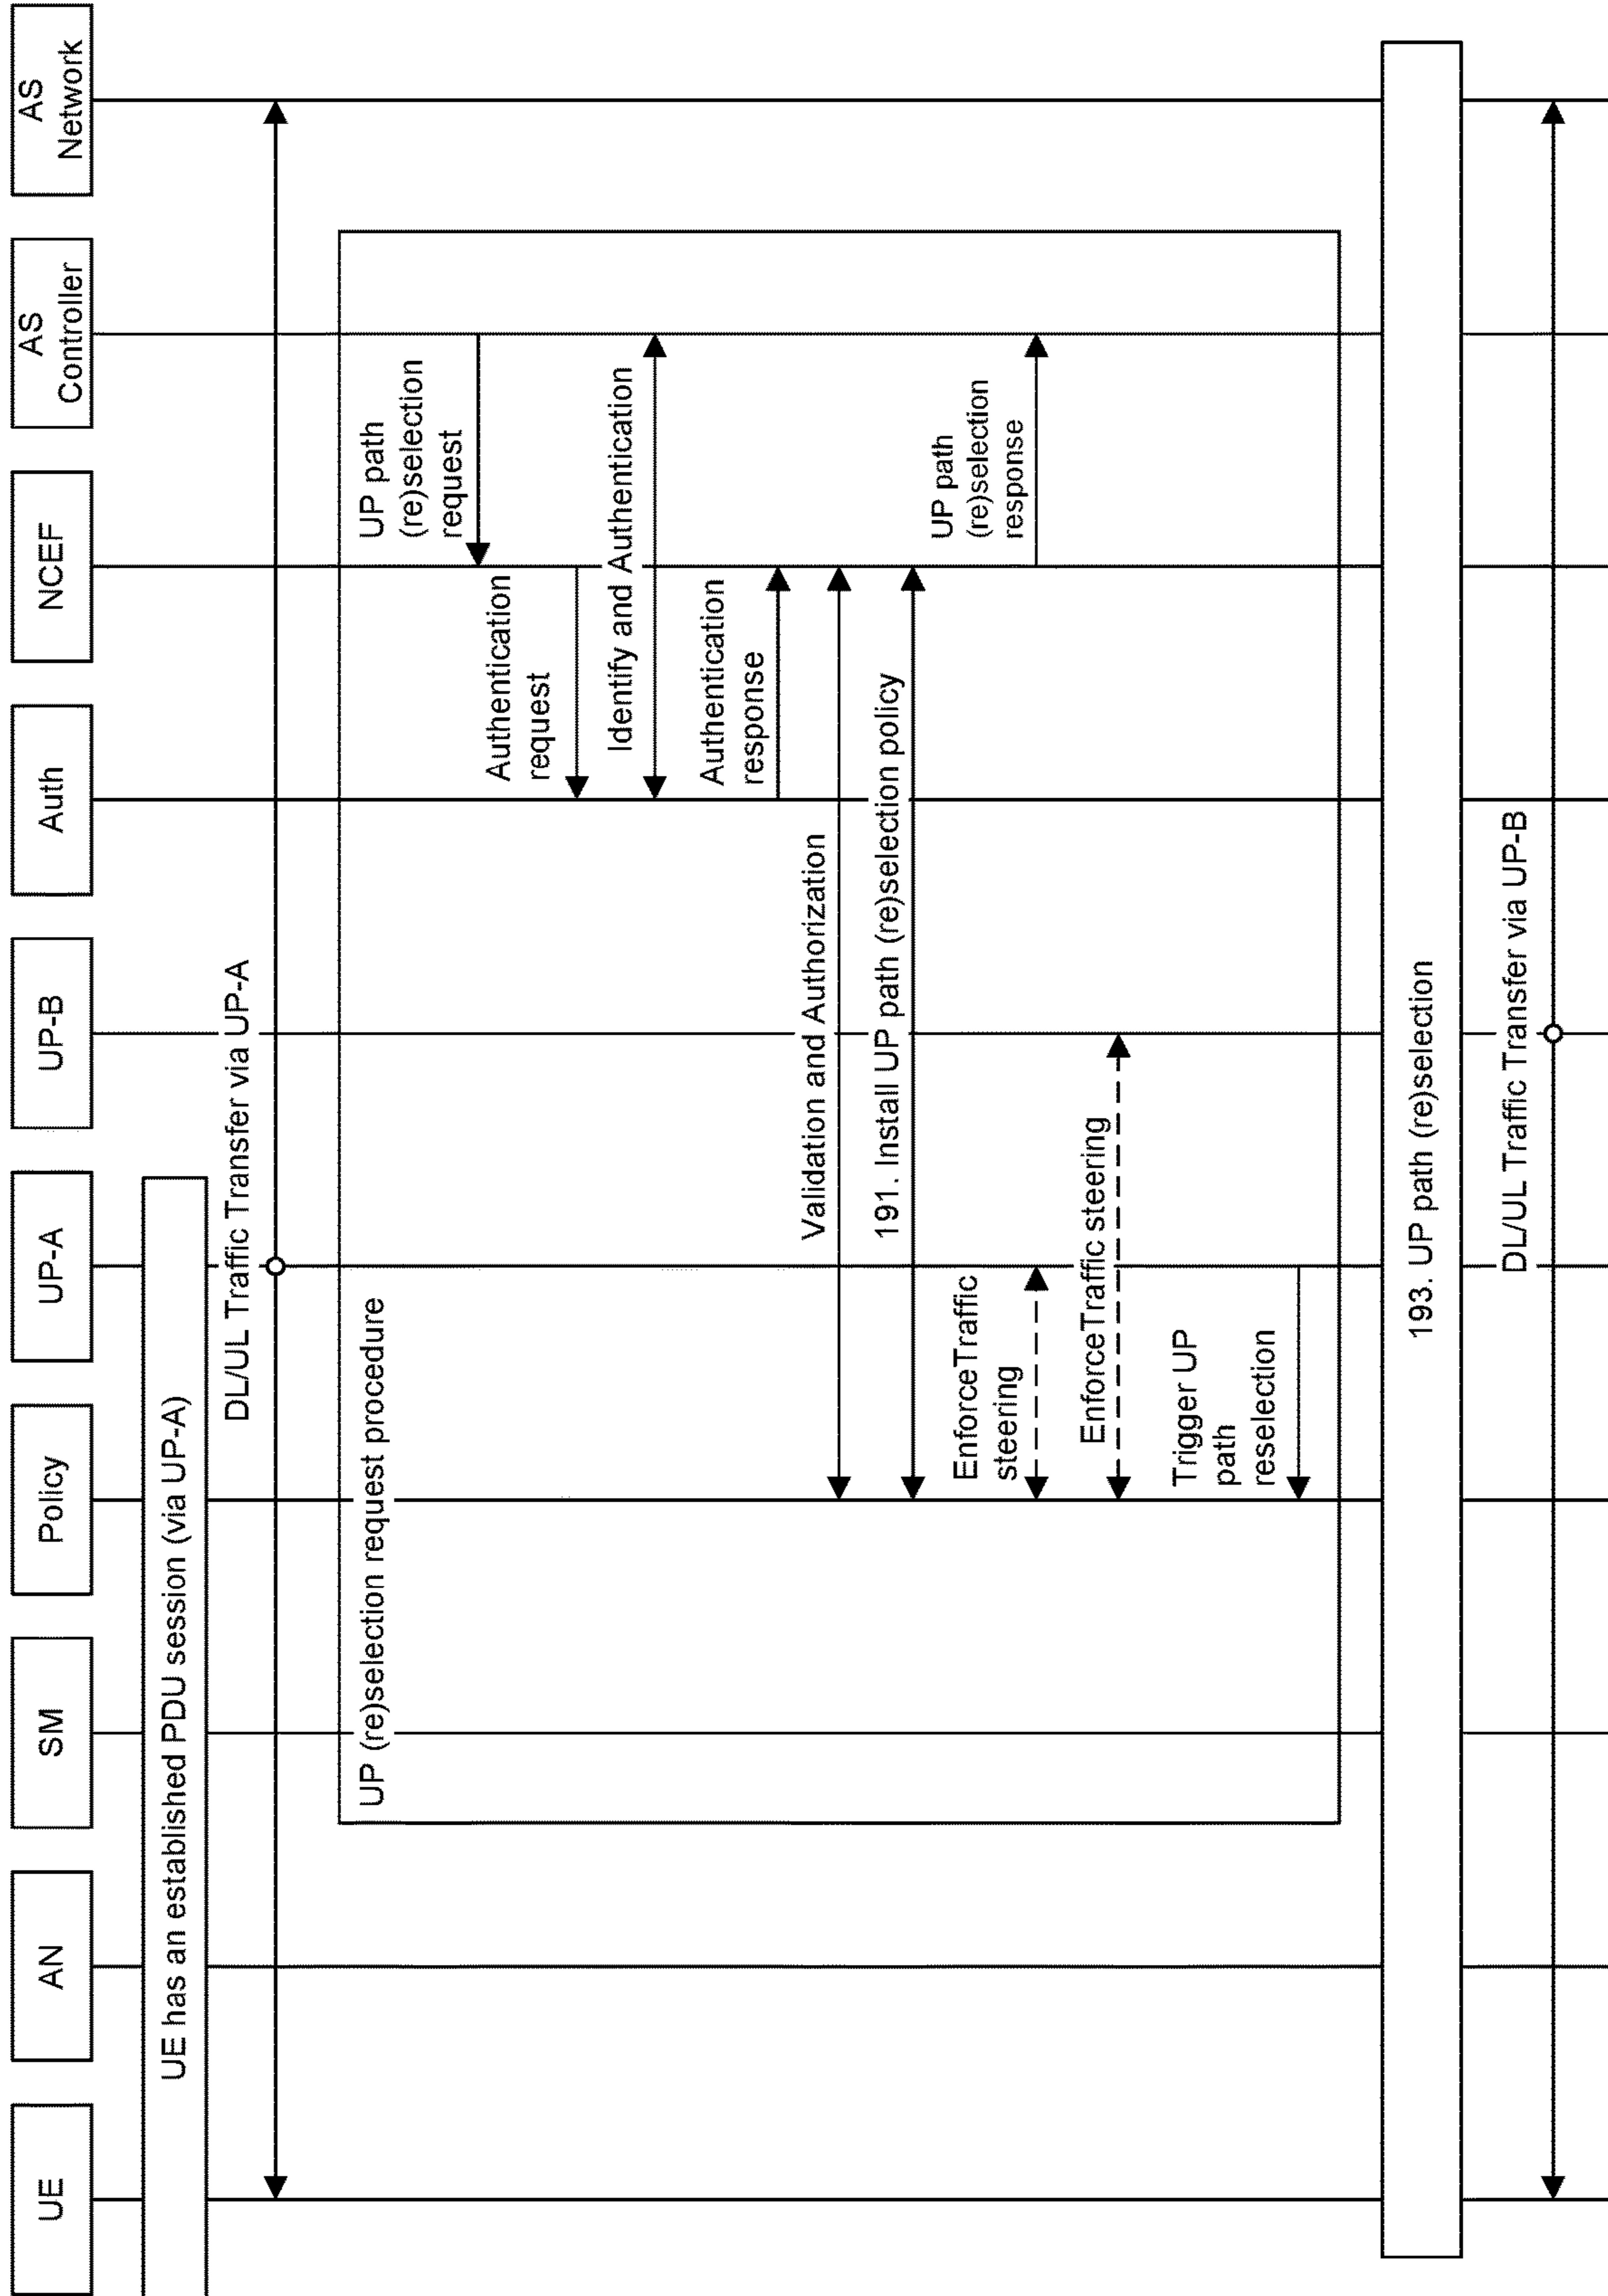 UE
AN
SM
Policy
UP-A
UP-B
Auth
NCEF
AS
Controller
AS
Network
UE has an established PDU session (via UP-A)
DL/UL Traffic Transfer via UP-A
UP (re)selection request procedure
UP path
(re)selection
request
Authentication
request
Identify and Authentication
Authentication
response
Validation and Authorization
191. Install UP path (re)selection policy
EnforceTraffic
steering
UP path
(re)selection
response
EnforceTraffic steering
Trigger UP
path
reselection
193. UP path (re)selection
DL/UL Traffic Transfer via UP-B